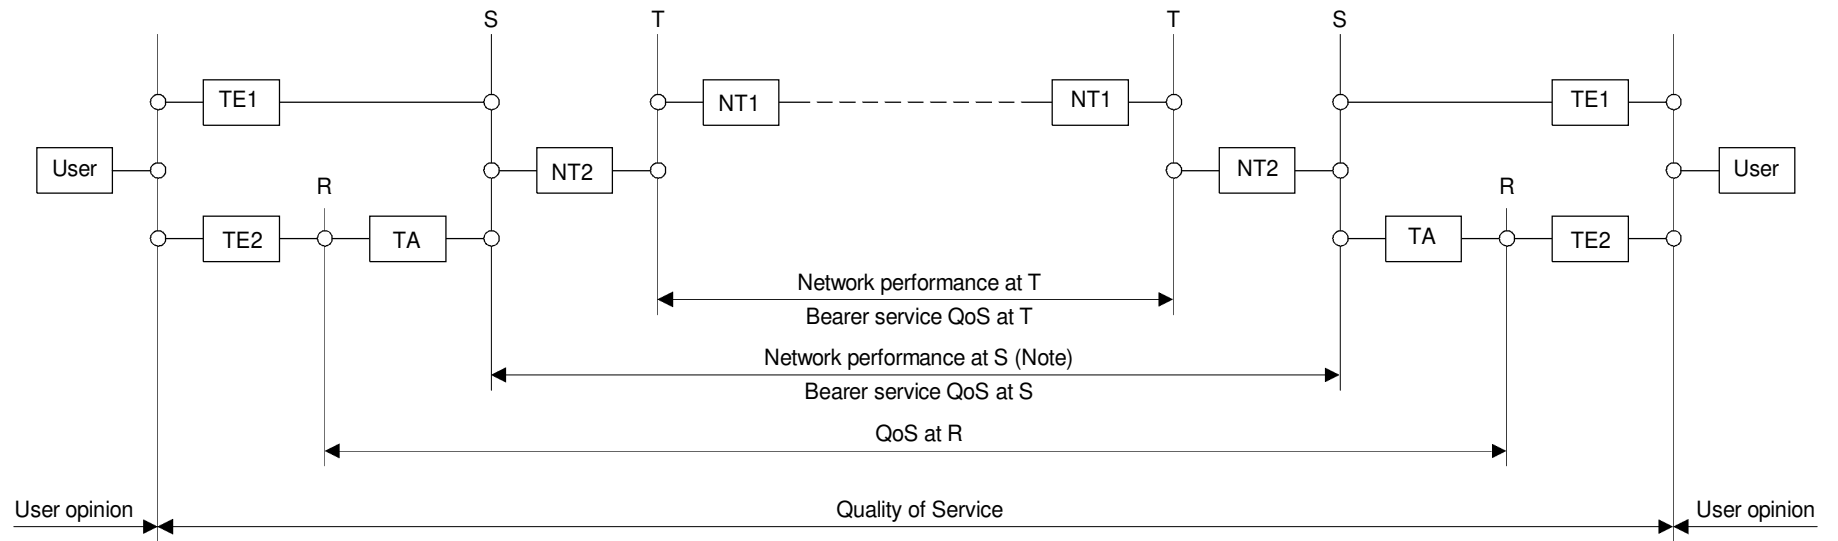 S T T S
TE1 NT1 NT1 TE1
User NT2 NT2 User
R R
TE2 TA TA TE2
Network performance at T
Bearer service QoS at T
Network performance at S (Note)
Bearer service QoS at S
QoS at R
User opinion Quality of Service User opinion